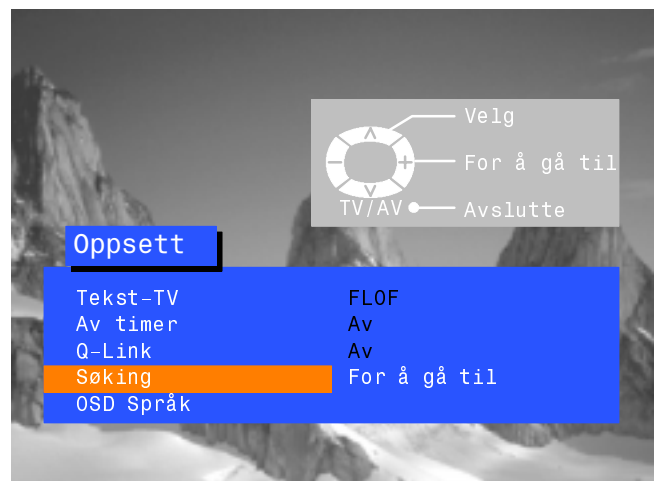 Velg
For å gå til
TV/AV Avslutte
Oppsett
Tekst-TV FLOF
Av timer Av
Q-Link Av
Søking For å gå til
OSD Språk